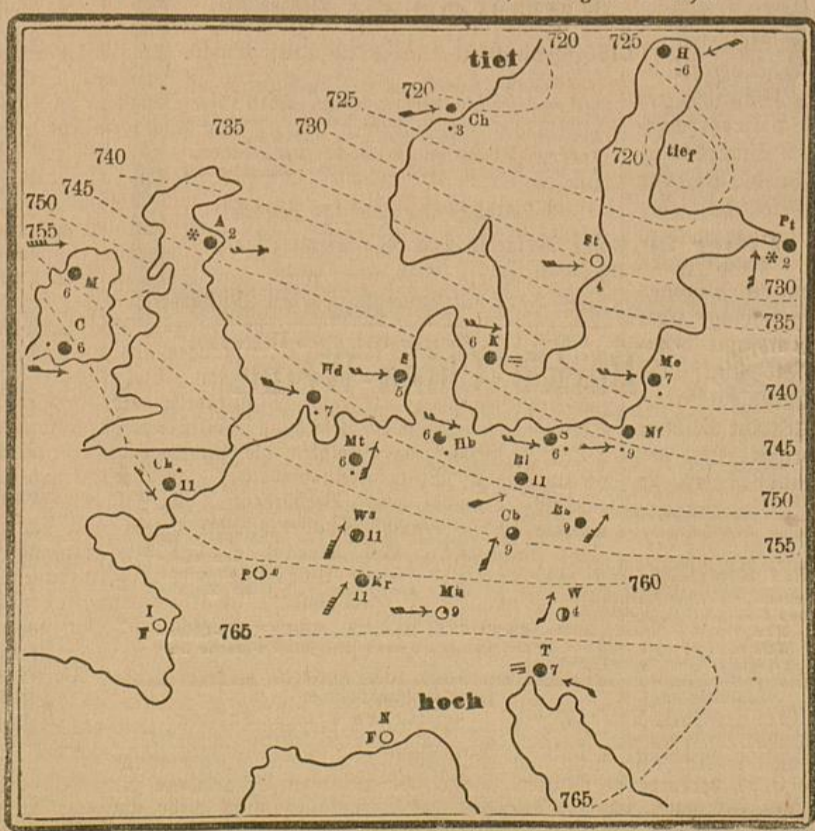 tief 720 725
H
-6
720
Ch
3
725
735 730
740
720 tief
745
750
755
A
2
*
Pt
*
2
St
4
M
6
730
735
C
6
K
6
Hd
7
S
5
Me
7
740
Mt
6
Hb
6
S
6
Nf
9
745
Ch
11
Bl
11
750
Ws
11
Cb
9
Bs
9
755
P
Kr
11
Mü
9
W
4
760
I
F
765
T
7
hoch
N
F
765